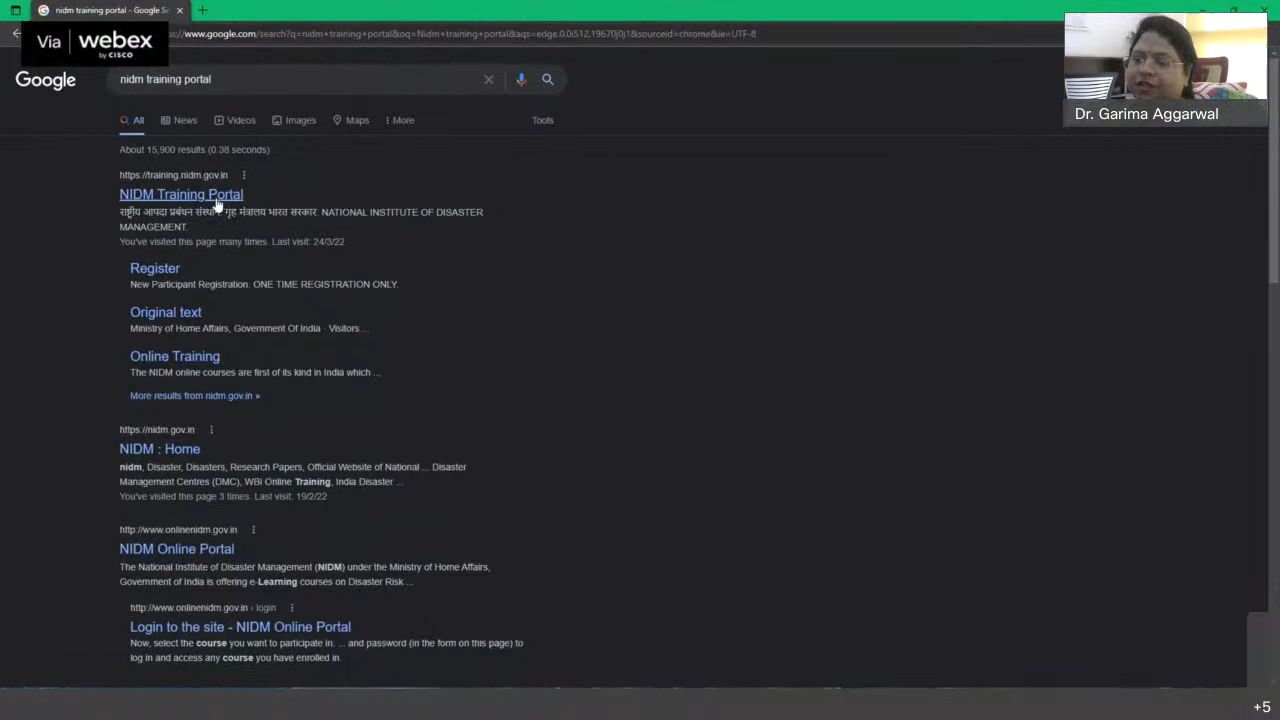 nidm training portal - Google Se
Via webex
by CISCO
https://www.google.com/search?q=nidm+training+portal&oq=Nidm+training+portal&aqs=edge.0.0i512.19670j0j1&sourceid=chrome&ie=UTF-8
Google
nidm training portal
All News Videos Images Maps More Tools
About 15,900 results (0.38 seconds)
https://training.nidm.gov.in
NIDM Training Portal
राष्ट्रीय आपदा प्रबंधन संस्थान गृह मंत्रालय भारत सरकार. NATIONAL INSTITUTE OF DISASTER
MANAGEMENT.
You've visited this page many times. Last visit: 24/3/22
Register
New Participant Registration. ONE TIME REGISTRATION ONLY.
Original text
Ministry of Home Affairs, Government Of India · Visitors ...
Online Training
The NIDM online courses are first of its kind in India which ...
More results from nidm.gov.in »
https://nidm.gov.in
NIDM : Home
nidm, Disaster, Disasters, Research Papers, Official Website of National ... Disaster
Management Centres (DMC), WBI Online Training, India Disaster ...
You've visited this page 3 times. Last visit: 19/2/22
http://www.onlinenidm.gov.in
NIDM Online Portal
The National Institute of Disaster Management (NIDM) under the Ministry of Home Affairs,
Government of India is offering e-Learning courses on Disaster Risk ...
http://www.onlinenidm.gov.in › login
Login to the site - NIDM Online Portal
Now, select the course you want to participate in. ... and password (in the form on this page) to
log in and access any course you have enrolled in.
Dr. Garima Aggarwal
+5